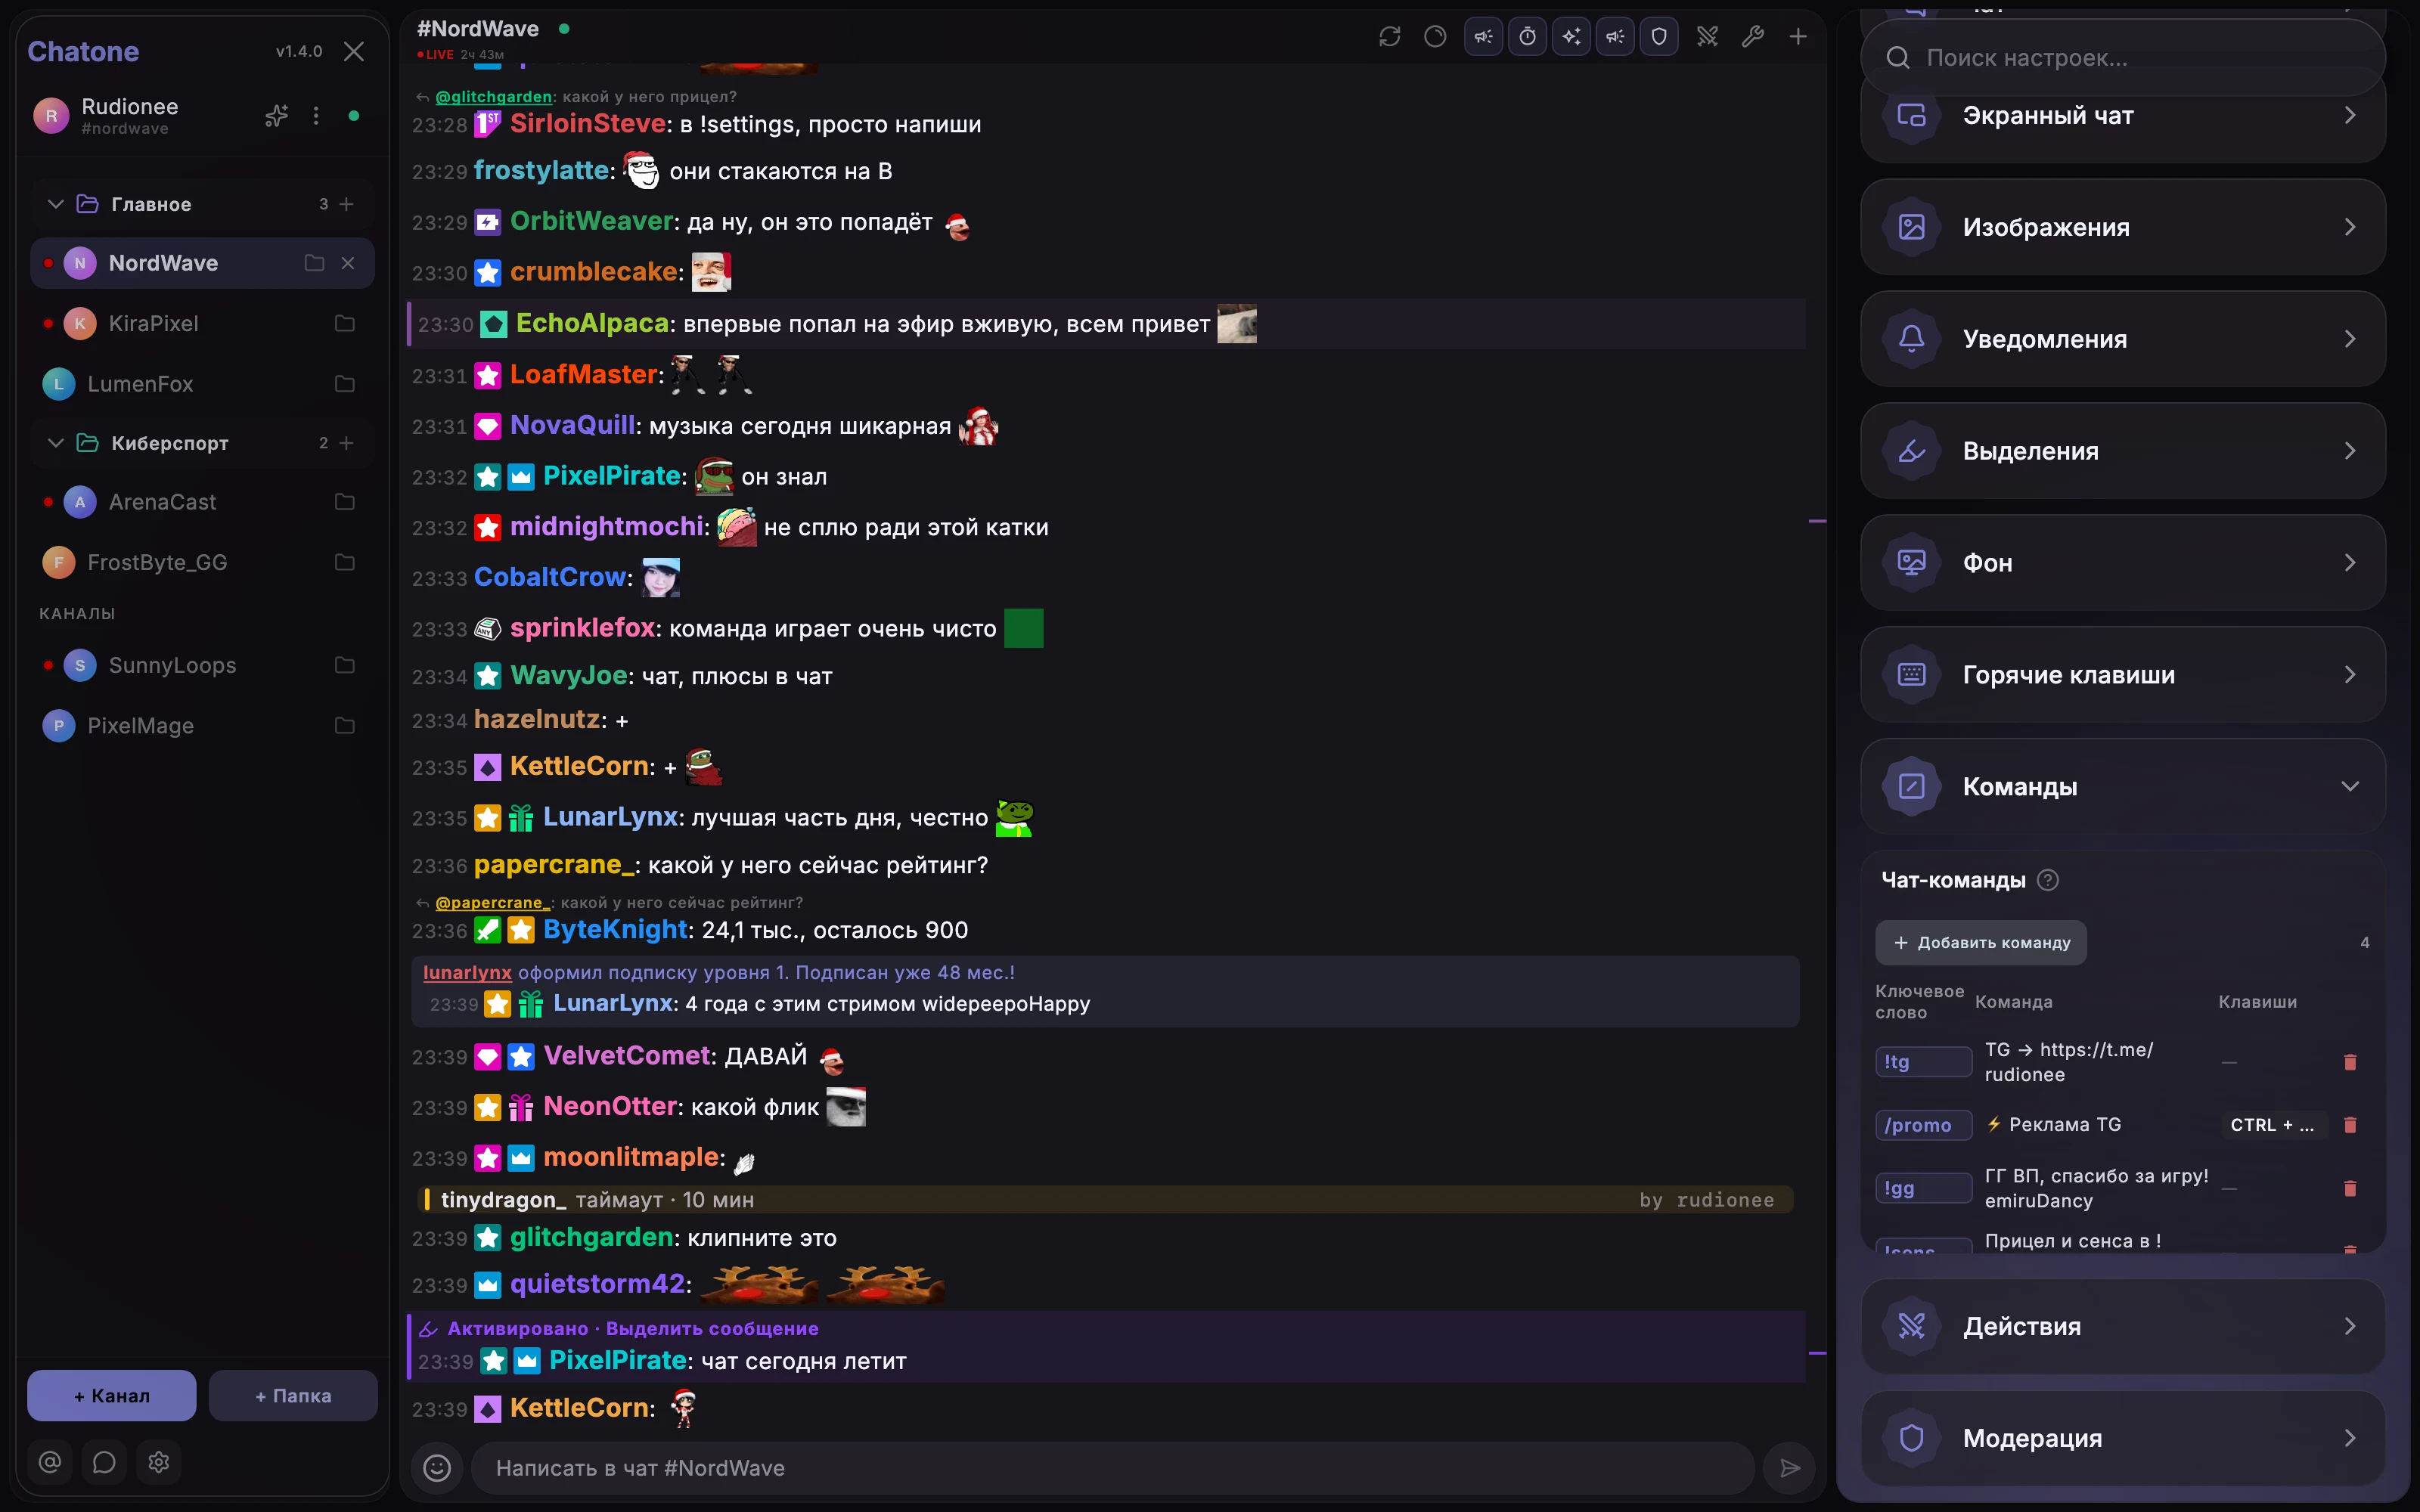 Chatone
v1.4.0
R
Rudionee
#nordwave
Главное
3
N
NordWave
K
KiraPixel
L
LumenFox
Киберспорт
2
A
ArenaCast
F
FrostByte_GG
КАНАЛЫ
S
SunnyLoops
P
PixelMage
+ Канал
+ Папка
#NordWave
LIVE 2ч 43м
@glitchgarden: какой у него прицел?
23:28 1ST SirloinSteve: в !settings, просто напиши
23:29 frostylatte: они стакаются на B
23:29 OrbitWeaver: да ну, он это попадёт
23:30 crumblecake:
23:30 EchoAlpaca: впервые попал на эфир вживую, всем привет
23:31 LoafMaster:
23:31 NovaQuill: музыка сегодня шикарная
23:32 PixelPirate: он знал
23:32 midnightmochi: не сплю ради этой катки
23:33 CobaltCrow:
23:33 ANY sprinklefox: команда играет очень чисто
23:34 WavyJoe: чат, плюсы в чат
23:34 hazelnutz: +
23:35 KettleCorn: +
23:35 LunarLynx: лучшая часть дня, честно
23:36 papercrane_: какой у него сейчас рейтинг?
@papercrane_: какой у него сейчас рейтинг?
23:36 ByteKnight: 24,1 тыс., осталось 900
lunarlynx оформил подписку уровня 1. Подписан уже 48 мес.!
23:39 LunarLynx: 4 года с этим стримом widepeepoHappy
23:39 VelvetComet: ДАВАЙ
23:39 NeonOtter: какой флик
23:39 moonlitmaple:
tinydragon_ таймаут · 10 мин
by rudionee
23:39 glitchgarden: клипните это
23:39 quietstorm42:
Активировано · Выделить сообщение
23:39 PixelPirate: чат сегодня летит
23:39 KettleCorn:
Написать в чат #NordWave
Поиск настроек...
Экранный чат
Изображения
Уведомления
Выделения
Фон
Горячие клавиши
Команды
Чат-команды
+ Добавить команду
4
Ключевое слово
Команда
Клавиши
!tg
TG → https://t.me/
rudionee
—
/promo
⚡ Реклама TG
CTRL + ...
!gg
ГГ ВП, спасибо за игру!
emiruDancy
—
!sens
Прицел и сенса в !
Действия
Модерация